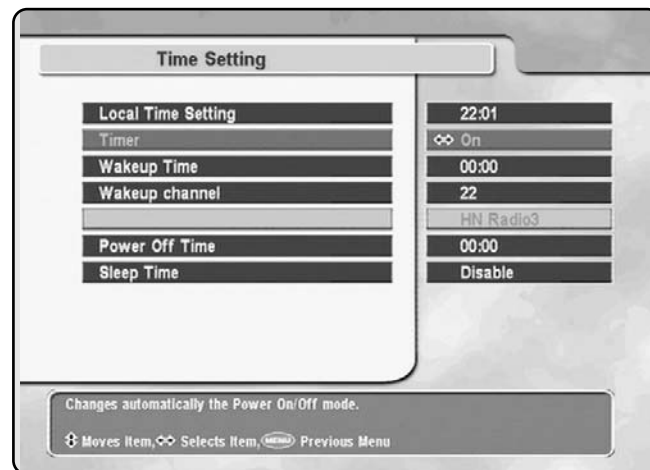 Time Setting
Local Time Setting 22:01
Timer On
Wakeup Time 00:00
Wakeup channel 22
HN Radio3
Power Off Time 00:00
Sleep Time Disable
Changes automatically the Power On/Off mode.
Moves Item, Selects Item, MENU Previous Menu